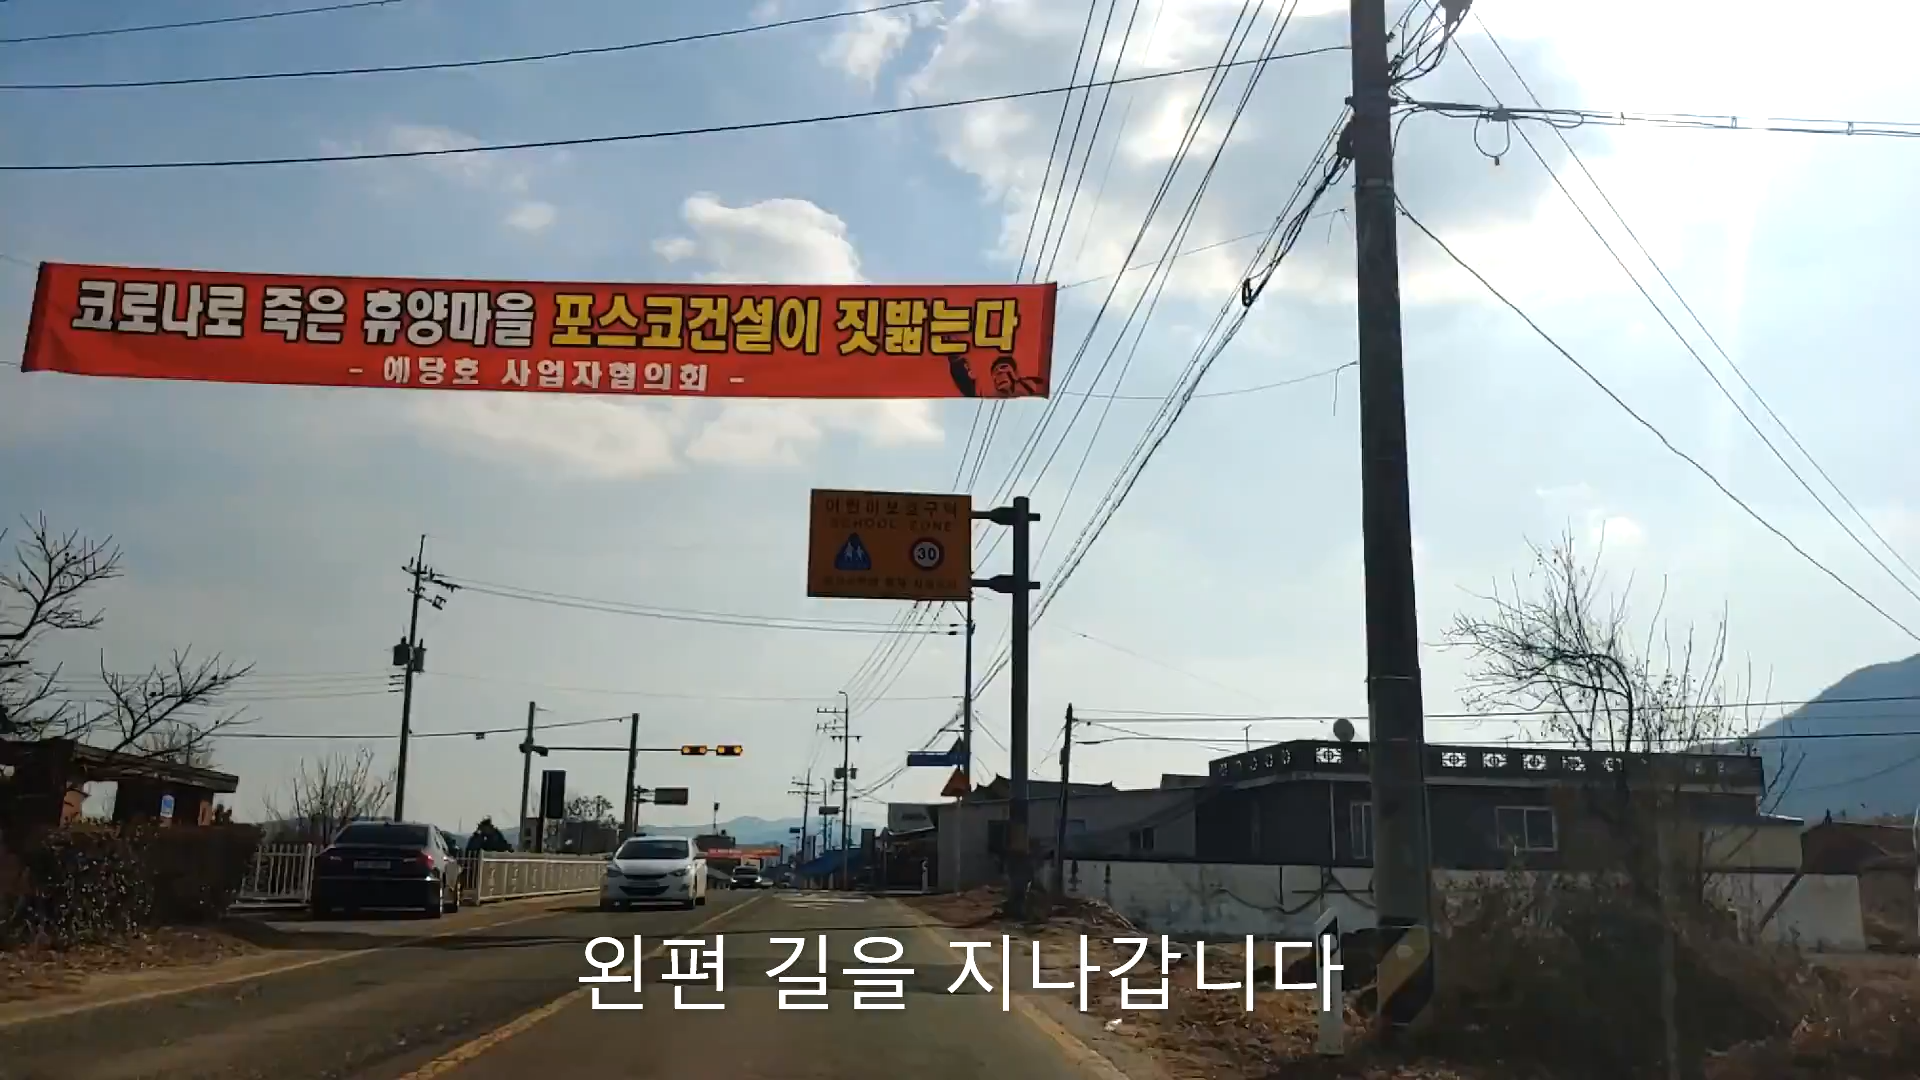 코로나로 죽은 휴양마을 포스코건설이 짓밟는다
- 예당호 사업자협의회 -
어린이보호구역
SCHOOL ZONE
30
왼편 길을 지나갑니다